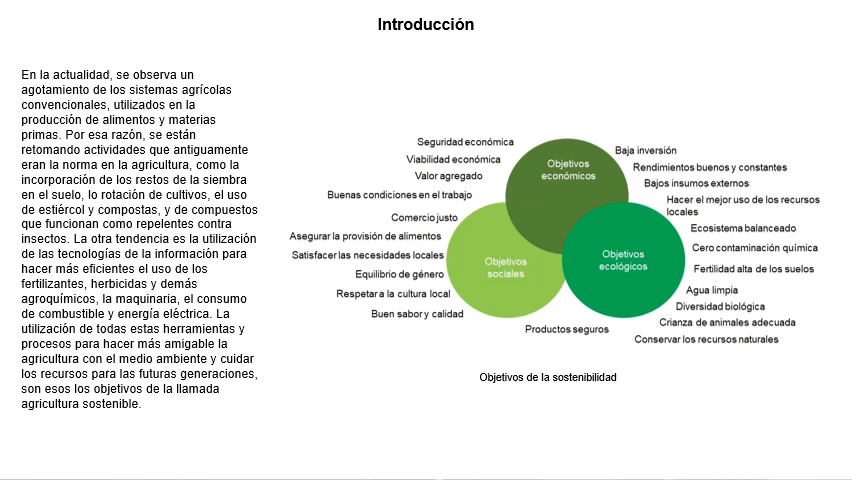 Introducción
En la actualidad, se observa un
agotamiento de los sistemas agrícolas
convencionales, utilizados en la
producción de alimentos y materias
primas. Por esa razón, se están
retomando actividades que antiguamente
eran la norma en la agricultura, como la
incorporación de los restos de la siembra
en el suelo, lo rotación de cultivos, el uso
de estiércol y compostas, y de compuestos
que funcionan como repelentes contra
insectos. La otra tendencia es la utilización
de las tecnologías de la información para
hacer más eficientes el uso de los
fertilizantes, herbicidas y demás
agroquímicos, la maquinaria, el consumo
de combustible y energía eléctrica. La
utilización de todas estas herramientas y
procesos para hacer más amigable la
agricultura con el medio ambiente y cuidar
los recursos para las futuras generaciones,
son esos los objetivos de la llamada
agricultura sostenible.
Seguridad económica
Viabilidad económica
Valor agregado
Buenas condiciones en el trabajo
Comercio justo
Asegurar la provisión de alimentos
Satisfacer las necesidades locales
Equilibrio de género
Respetar a la cultura local
Buen sabor y calidad
Objetivos
económicos
Objetivos
sociales
Objetivos
ecológicos
Baja inversión
Rendimientos buenos y constantes
Bajos insumos externos
Hacer el mejor uso de los recursos
locales
Ecosistema balanceado
Cero contaminación química
Fertilidad alta de los suelos
Agua limpia
Diversidad biológica
Crianza de animales adecuada
Conservar los recursos naturales
Productos seguros
Objetivos de la sostenibilidad